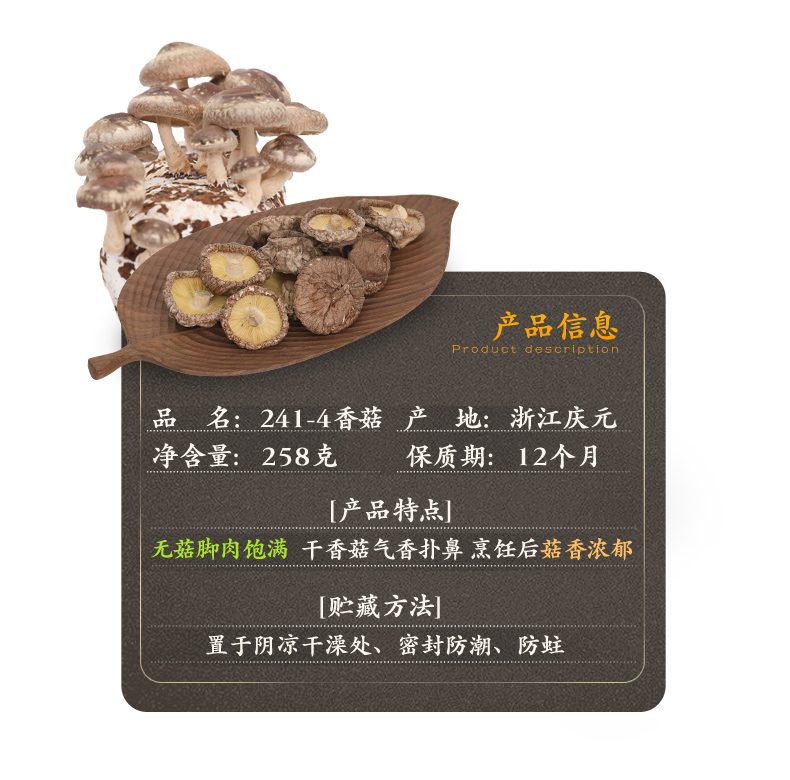 产品信息
Product description
品 名: 241-4香菇 产 地: 浙江庆元
净含量: 258克 保质期: 12个月
[产品特点]
无菇脚肉饱满 干香菇气香扑鼻 烹饪后菇香浓郁
[贮藏方法]
置于阴凉干澡处、密封防潮、防蛀